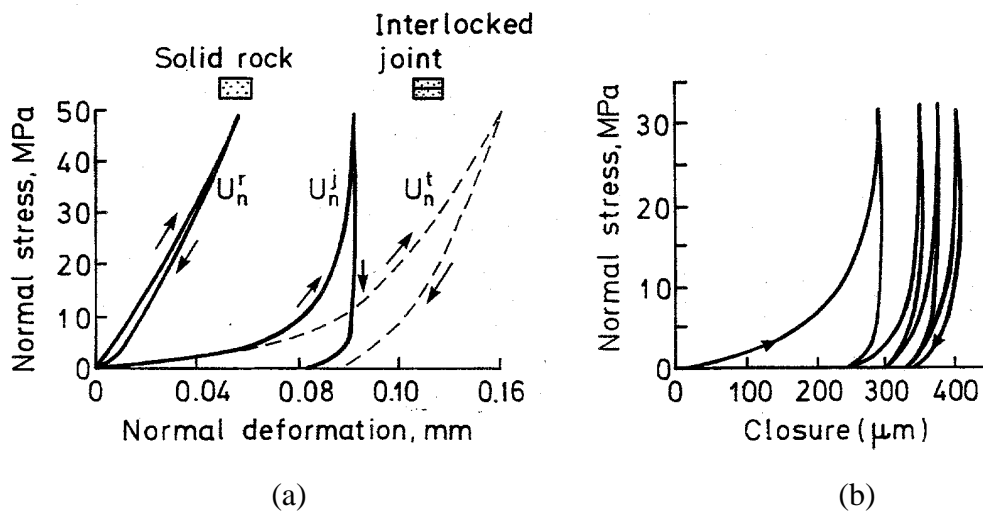 Solid rock
Interlocked
joint
Normal stress, MPa
50
40
30
20
10
0
U_n^r
U_n^j
U_n^t
0
0.04
0.08
0.10
0.16
Normal deformation, mm
(a)
Normal stress, MPa
30
20
10
0
0
100
200
300
400
Closure (μm)
(b)